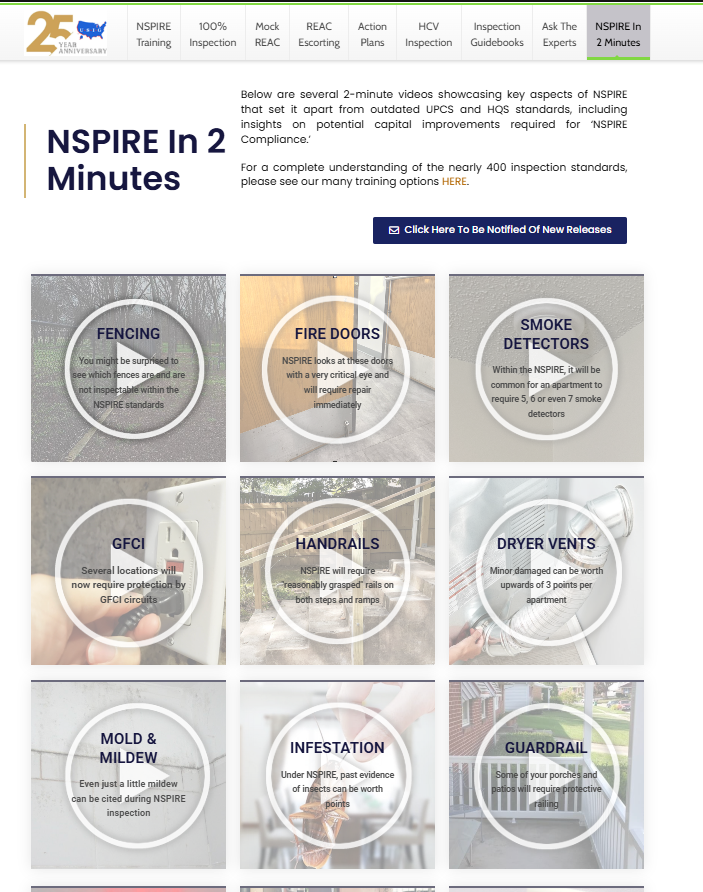 25 USIG
YEAR
ANNIVERSARY
NSPIRE
Training
100%
Inspection
Mock
REAC
REAC
Escorting
Action
Plans
HCV
Inspection
Inspection
Guidebooks
Ask The
Experts
NSPIRE In
2 Minutes
NSPIRE In 2
Minutes
Below are several 2-minute videos showcasing key aspects of NSPIRE
that set it apart from outdated UPCS and HQS standards, including
insights on potential capital improvements required for ‘NSPIRE
Compliance.’
For a complete understanding of the nearly 400 inspection standards,
please see our many training options HERE.
Click Here To Be Notified Of New Releases
FENCING
You might be surprised to
see which fences are and are
not inspectable within the
NSPIRE standards
FIRE DOORS
NSPIRE looks at these doors
with a very critical eye and
will require repair
immediately
SMOKE
DETECTORS
Within the NSPIRE, it will be
common for an apartment to
require 5, 6 or even 7 smoke
detectors
GFCI
Several locations will
now require protection by
GFCI circuits
HANDRAILS
NSPIRE will require
"reasonably grasped" rails on
both steps and ramps
DRYER VENTS
Minor damaged can be worth
upwards of 3 points per
apartment
MOLD &
MILDEW
Even just a little mildew
can be cited during NSPIRE
inspection
INFESTATION
Under NSPIRE, past evidence
of insects can be worth
points
GUARDRAIL
Some of your porches and
patios will require protective
railing